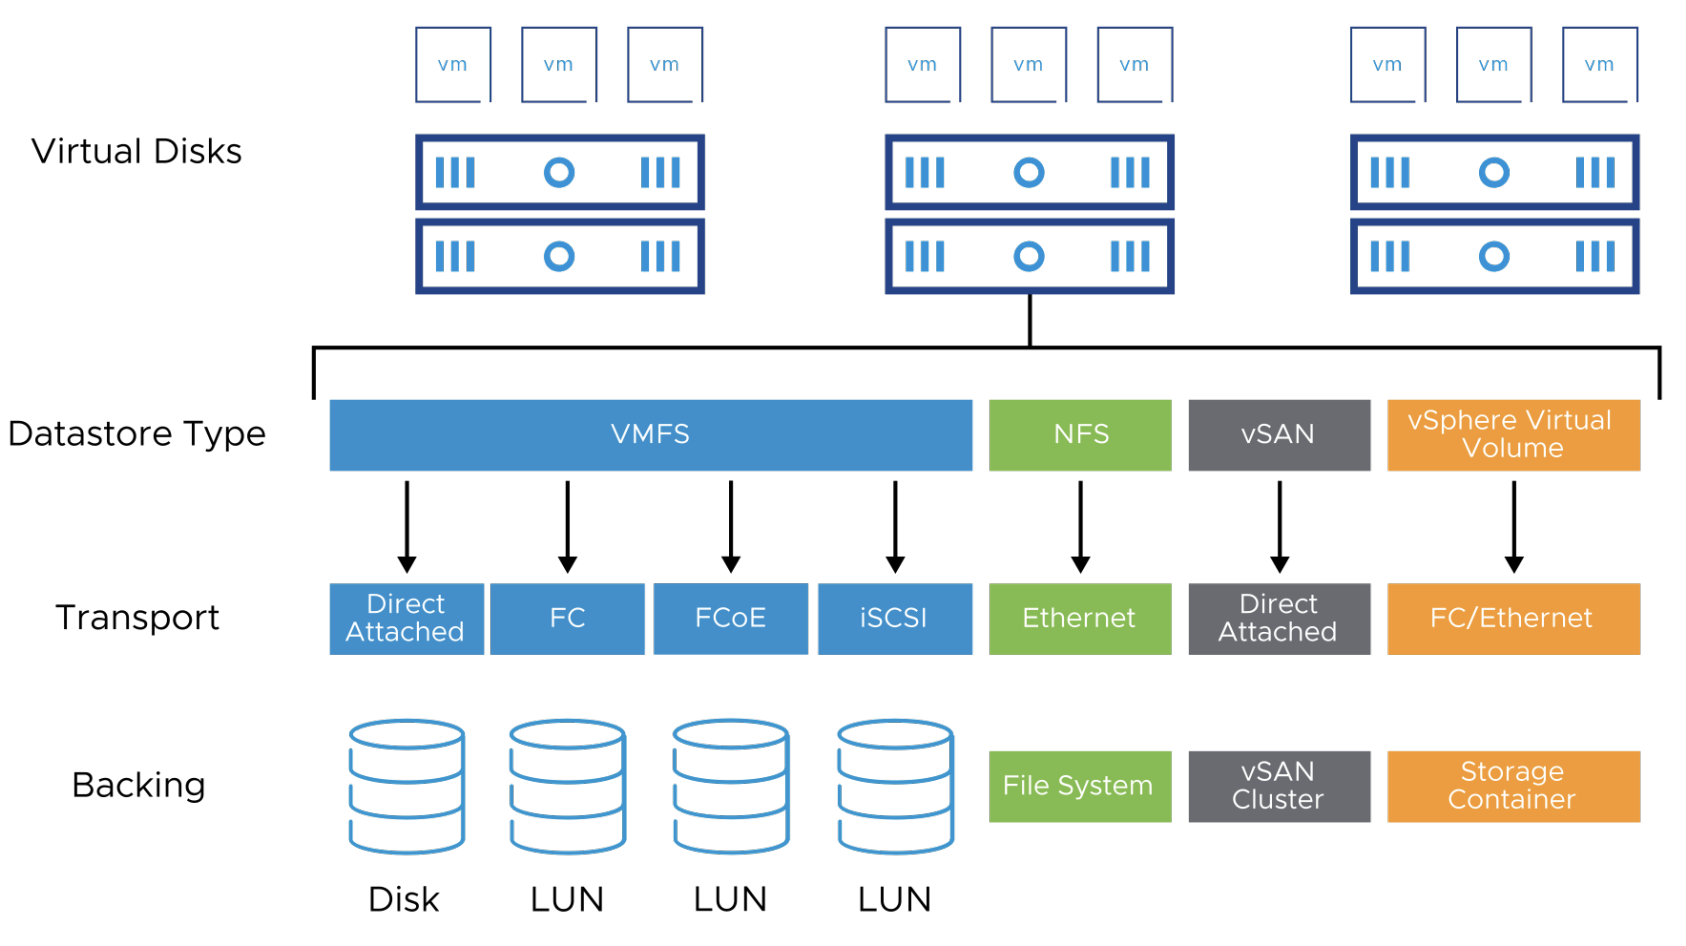 vm vm vm vm vm vm vm vm vm
Virtual Disks
Datastore Type
VMFS
NFS
vSAN
vSphere Virtual
Volume
Transport
Direct
Attached
FC
FCoE
iSCSI
Ethernet
Direct
Attached
FC/Ethernet
Backing
File System
vSAN
Cluster
Storage
Container
Disk
LUN
LUN
LUN